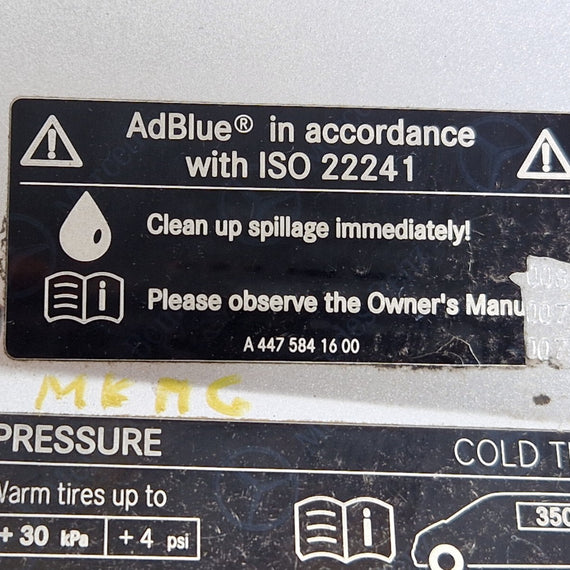 AdBlue® in accordance
with ISO 22241
Clean up spillage immediately!
Please observe the Owner's Manu
A 447 584 16 00
PRESSURE
COLD
Warm tires up to
+ 30 kPa + 4 psi
350